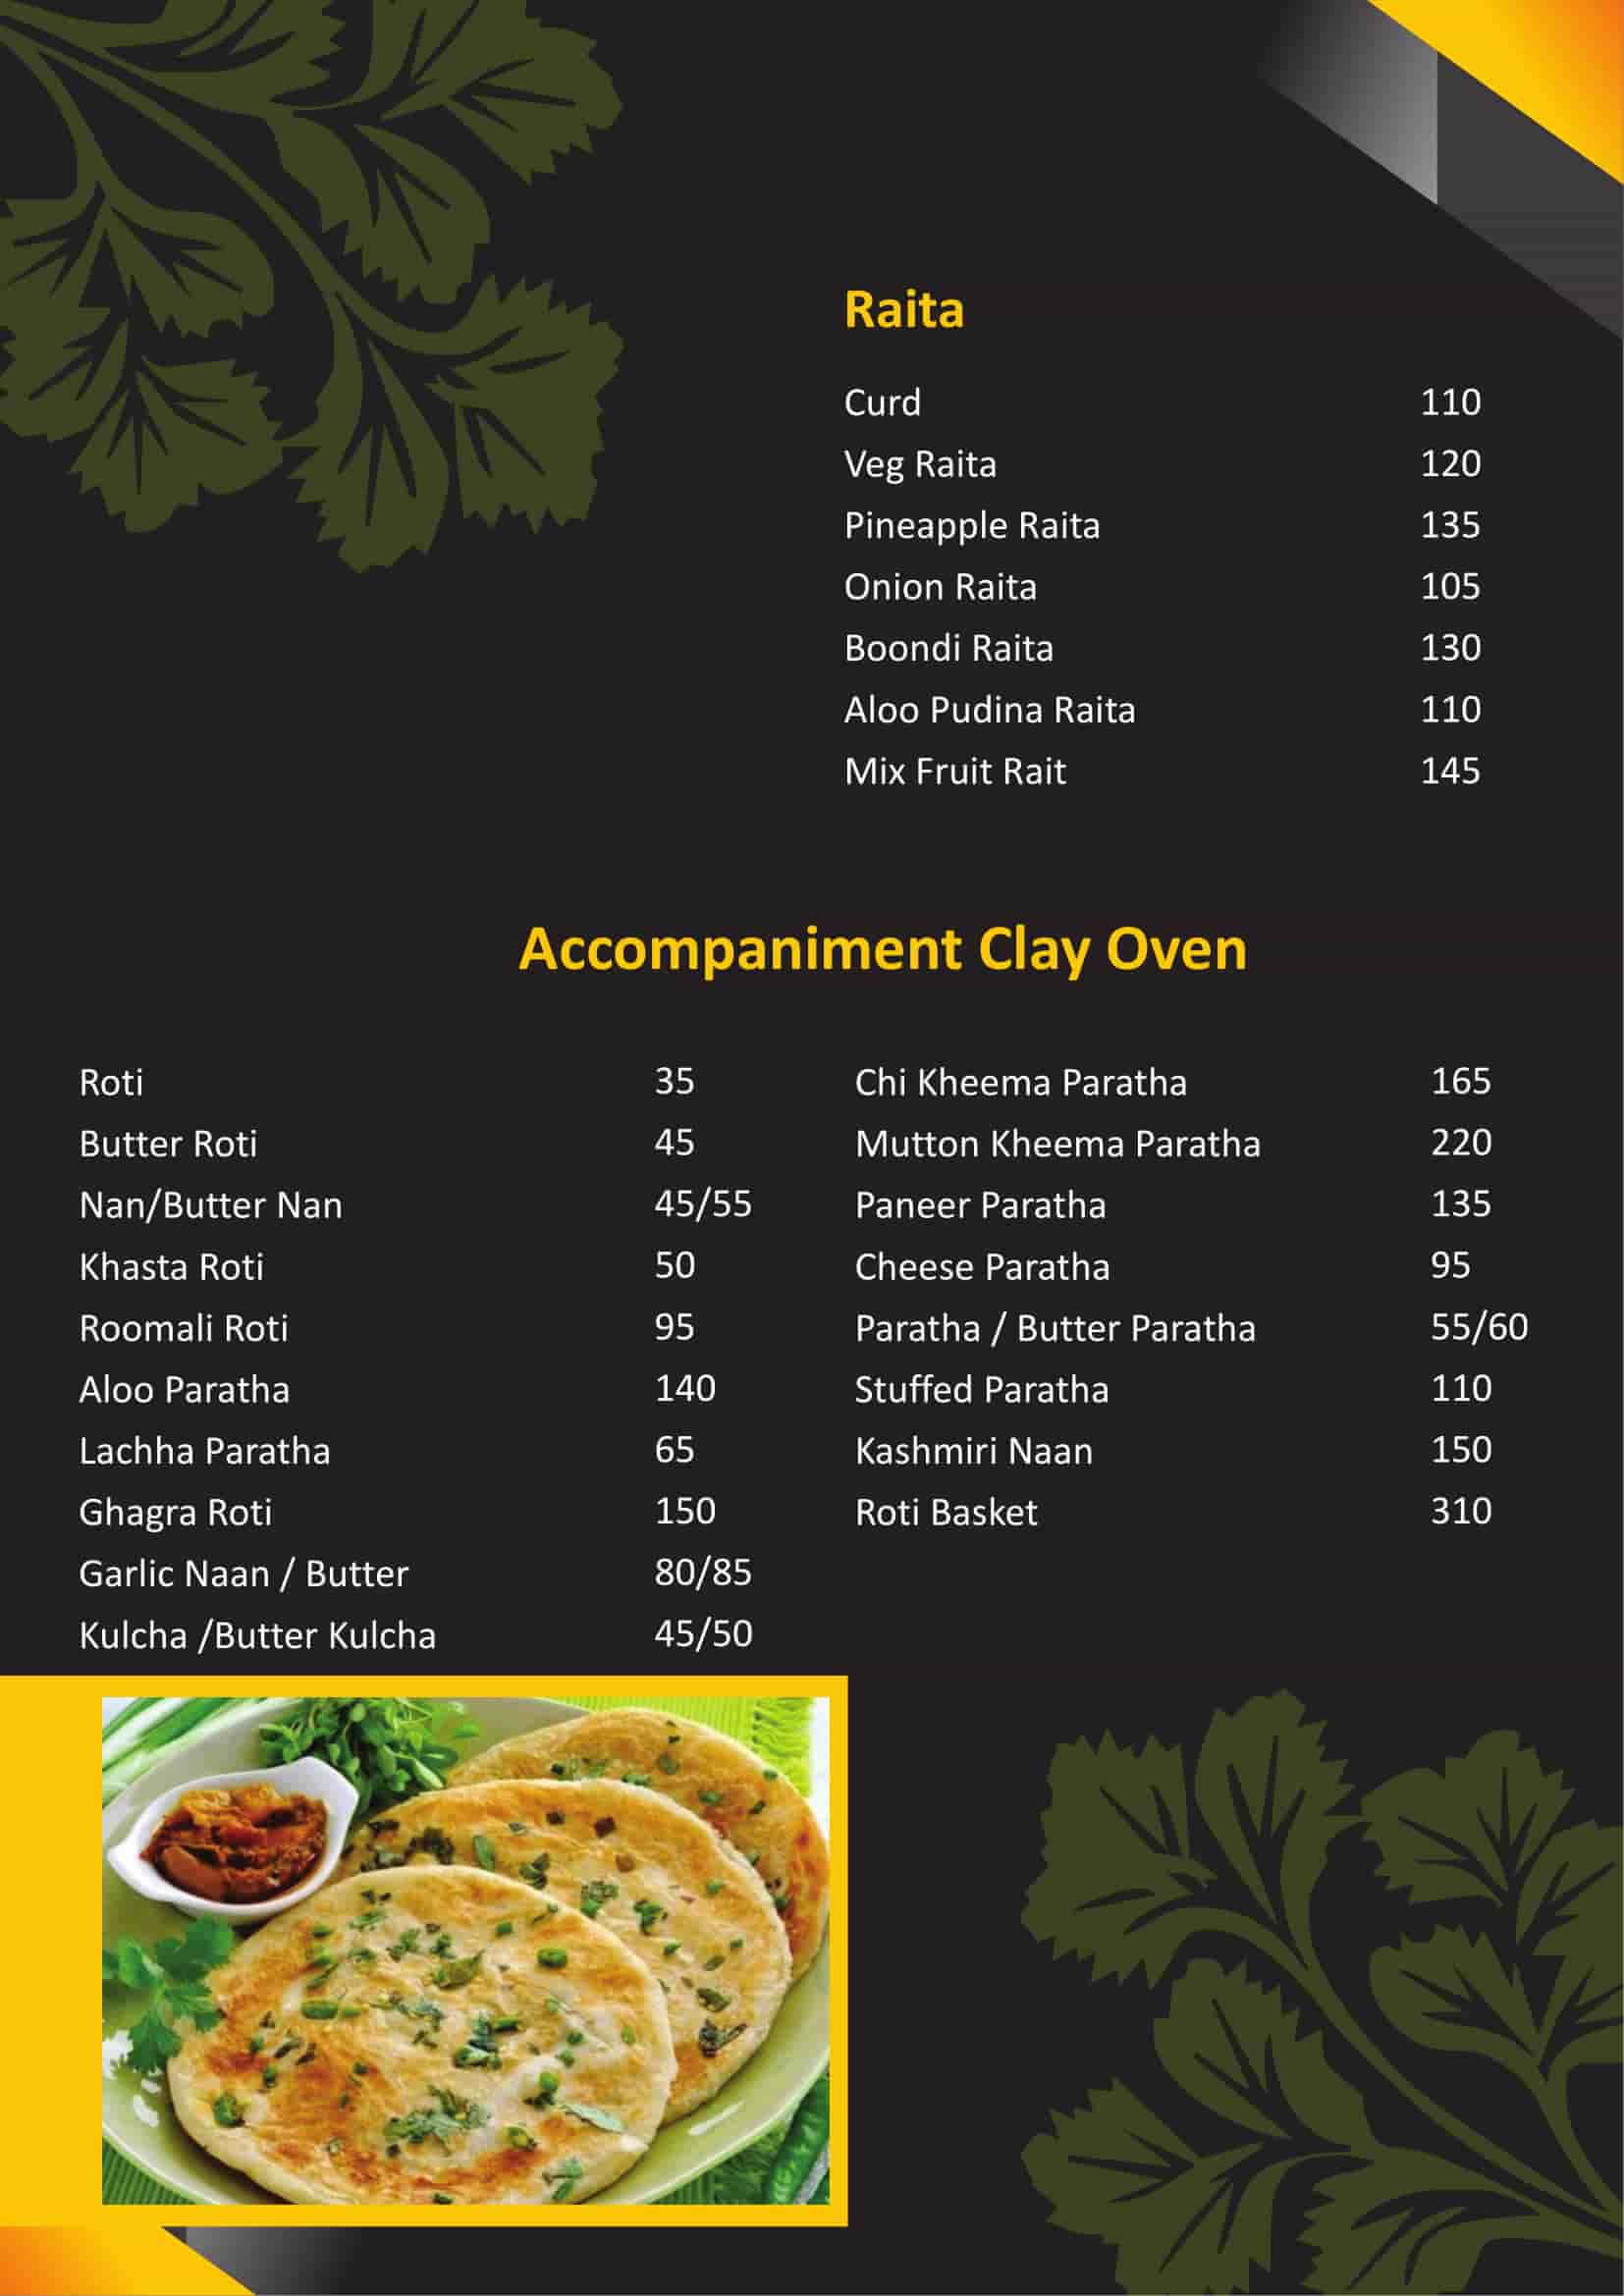 Raita
Curd 110
Veg Raita 120
Pineapple Raita 135
Onion Raita 105
Boondi Raita 130
Aloo Pudina Raita 110
Mix Fruit Rait 145
Accompaniment Clay Oven
Roti 35
Butter Roti 45
Nan/Butter Nan 45/55
Khasta Roti 50
Roomali Roti 95
Aloo Paratha 140
Lachha Paratha 65
Ghagra Roti 150
Garlic Naan / Butter 80/85
Kulcha /Butter Kulcha 45/50
Chi Kheema Paratha 165
Mutton Kheema Paratha 220
Paneer Paratha 135
Cheese Paratha 95
Paratha / Butter Paratha 55/60
Stuffed Paratha 110
Kashmiri Naan 150
Roti Basket 310